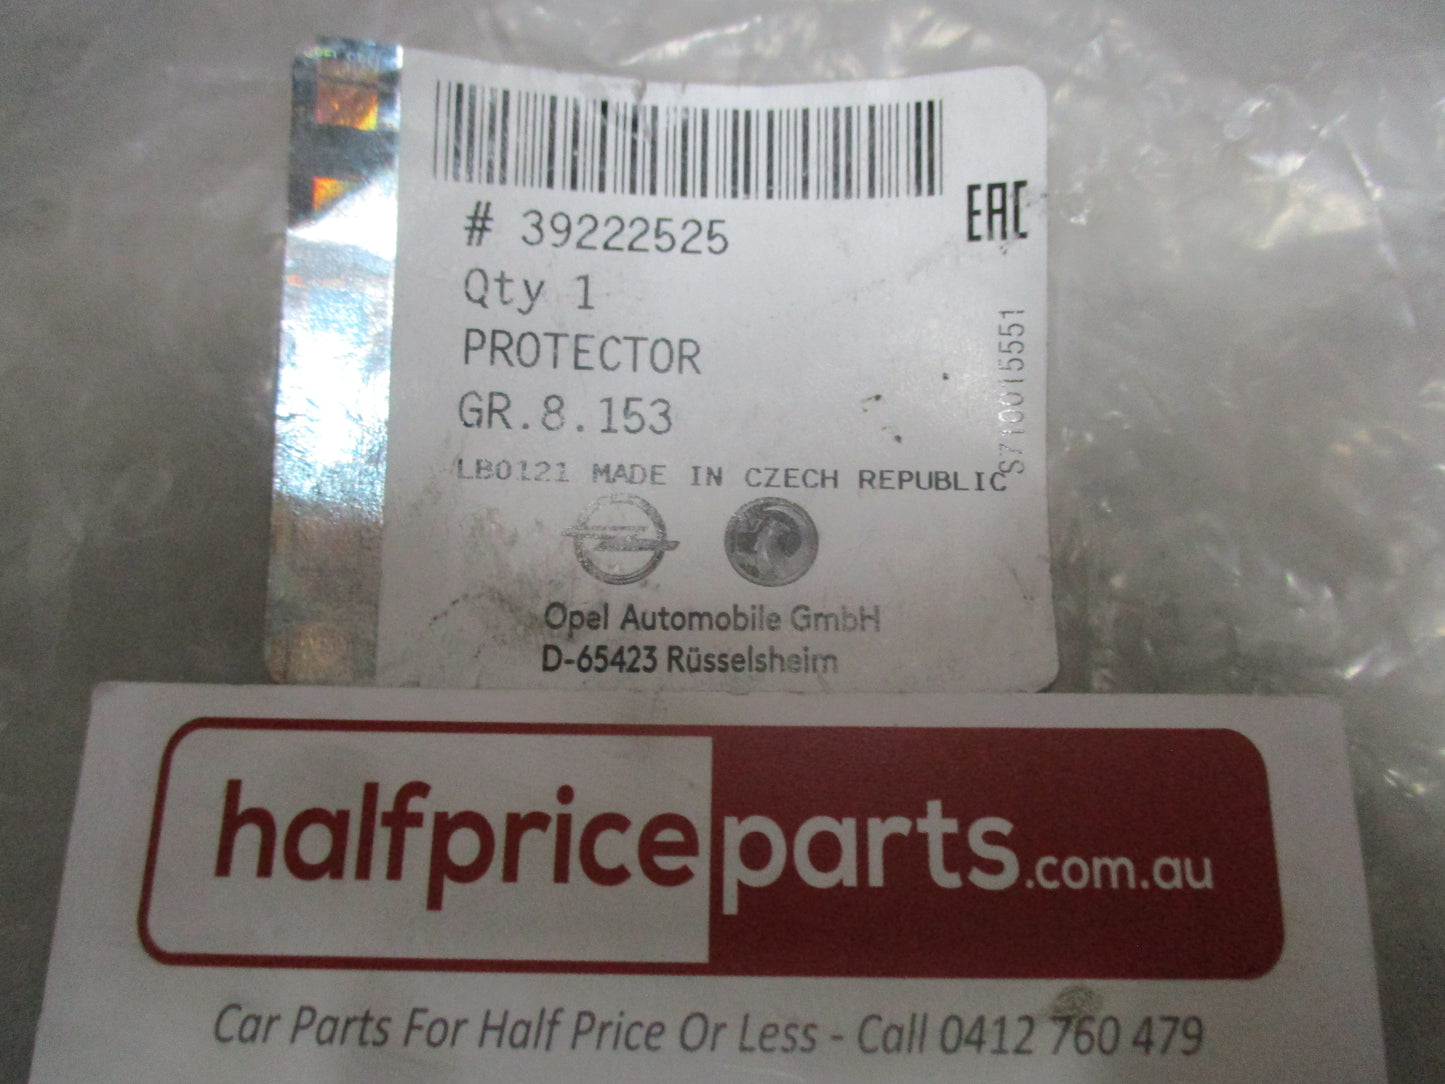 # 39222525
EAC
Qty 1
PROTECTOR
GR.8.153
S710015551
LB0121 MADE IN CZECH REPUBLIC
Opel Automobile GmbH
D-65423 Rüsselsheim
halfpriceparts.com.au
Car Parts For Half Price Or Less - Call 0412 760 479